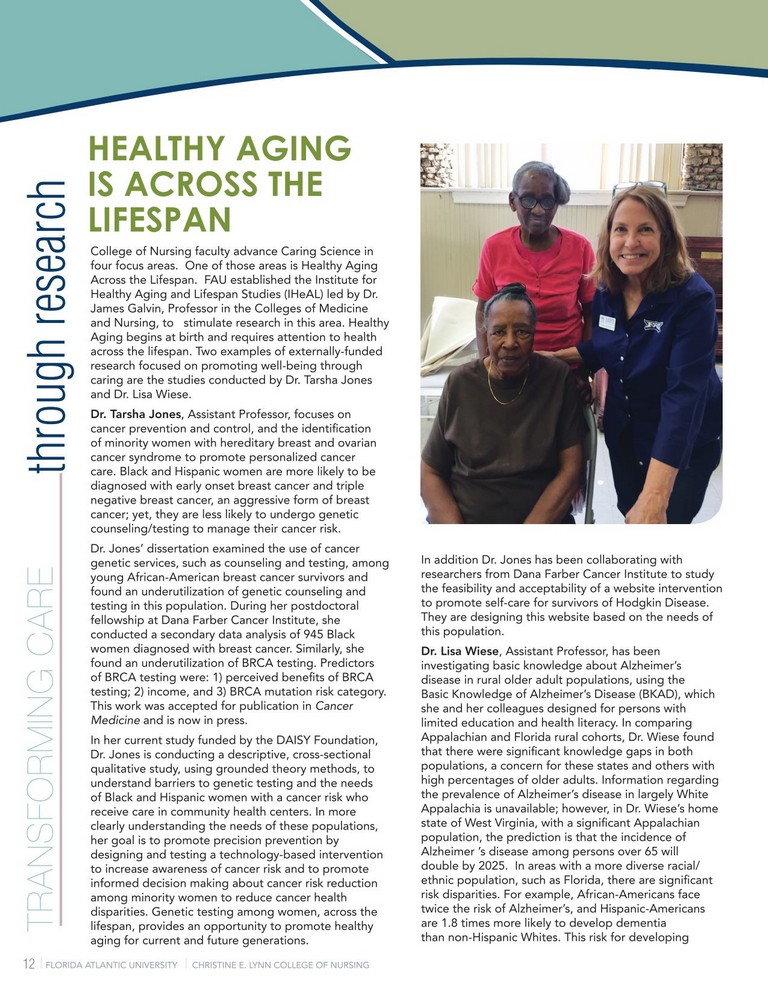 HEALTHY AGING
IS ACROSS THE
LIFESPAN
through research
TRANSFORMING CARE
College of Nursing faculty advance Caring Science in
four focus areas.  One of those areas is Healthy Aging
Across the Lifespan.  FAU established the Institute for
Healthy Aging and Lifespan Studies (IHeAL) led by Dr.
James Galvin, Professor in the Colleges of Medicine
and Nursing, to   stimulate research in this area. Healthy
Aging begins at birth and requires attention to health
across the lifespan. Two examples of externally-funded
research focused on promoting well-being through
caring are the studies conducted by Dr. Tarsha Jones
and Dr. Lisa Wiese.
Dr. Tarsha Jones, Assistant Professor, focuses on
cancer prevention and control, and the identification
of minority women with hereditary breast and ovarian
cancer syndrome to promote personalized cancer
care. Black and Hispanic women are more likely to be
diagnosed with early onset breast cancer and triple
negative breast cancer, an aggressive form of breast
cancer; yet, they are less likely to undergo genetic
counseling/testing to manage their cancer risk.
Dr. Jones’ dissertation examined the use of cancer
genetic services, such as counseling and testing, among
young African-American breast cancer survivors and
found an underutilization of genetic counseling and
testing in this population. During her postdoctoral
fellowship at Dana Farber Cancer Institute, she
conducted a secondary data analysis of 945 Black
women diagnosed with breast cancer. Similarly, she
found an underutilization of BRCA testing. Predictors
of BRCA testing were: 1) perceived benefits of BRCA
testing; 2) income, and 3) BRCA mutation risk category.
This work was accepted for publication in Cancer
Medicine and is now in press.
In her current study funded by the DAISY Foundation,
Dr. Jones is conducting a descriptive, cross-sectional
qualitative study, using grounded theory methods, to
understand barriers to genetic testing and the needs
of Black and Hispanic women with a cancer risk who
receive care in community health centers. In more
clearly understanding the needs of these populations,
her goal is to promote precision prevention by
designing and testing a technology-based intervention
to increase awareness of cancer risk and to promote
informed decision making about cancer risk reduction
among minority women to reduce cancer health
disparities. Genetic testing among women, across the
lifespan, provides an opportunity to promote healthy
aging for current and future generations.
In addition Dr. Jones has been collaborating with
researchers from Dana Farber Cancer Institute to study
the feasibility and acceptability of a website intervention
to promote self-care for survivors of Hodgkin Disease.
They are designing this website based on the needs of
this population.
Dr. Lisa Wiese, Assistant Professor, has been
investigating basic knowledge about Alzheimer’s
disease in rural older adult populations, using the
Basic Knowledge of Alzheimer’s Disease (BKAD), which
she and her colleagues designed for persons with
limited education and health literacy. In comparing
Appalachian and Florida rural cohorts, Dr. Wiese found
that there were significant knowledge gaps in both
populations, a concern for these states and others with
high percentages of older adults. Information regarding
the prevalence of Alzheimer’s disease in largely White
Appalachia is unavailable; however, in Dr. Wiese’s home
state of West Virginia, with a significant Appalachian
population, the prediction is that the incidence of
Alzheimer ’s disease among persons over 65 will
double by 2025.  In areas with a more diverse racial/
ethnic population, such as Florida, there are significant
risk disparities. For example, African-Americans face
twice the risk of Alzheimer’s, and Hispanic-Americans
are 1.8 times more likely to develop dementia
than non-Hispanic Whites. This risk for developing
12 FLORIDA ATLANTIC UNIVERSITY CHRISTINE E. LYNN COLLEGE OF NURSING